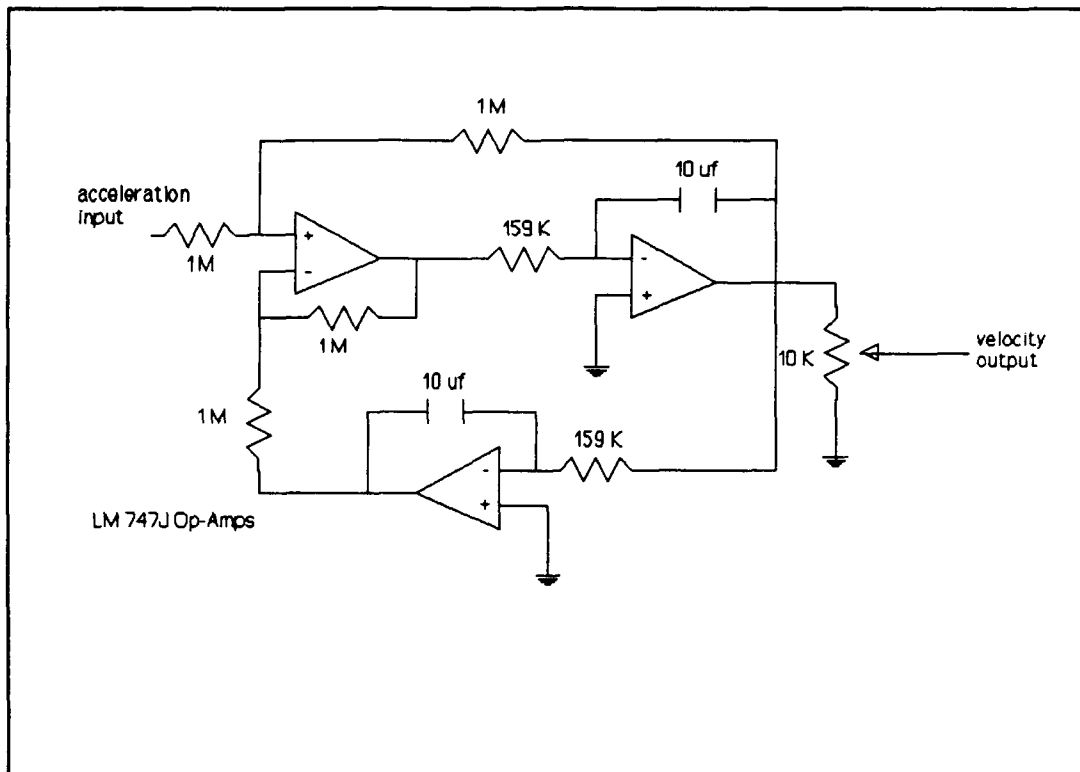 1M
10 uf
acceleration
input
159 K
+
-
-
+
1M
1M
velocity
output
10 K
10 uf
1M
159 K
-
+
LM 747J Op-Amps